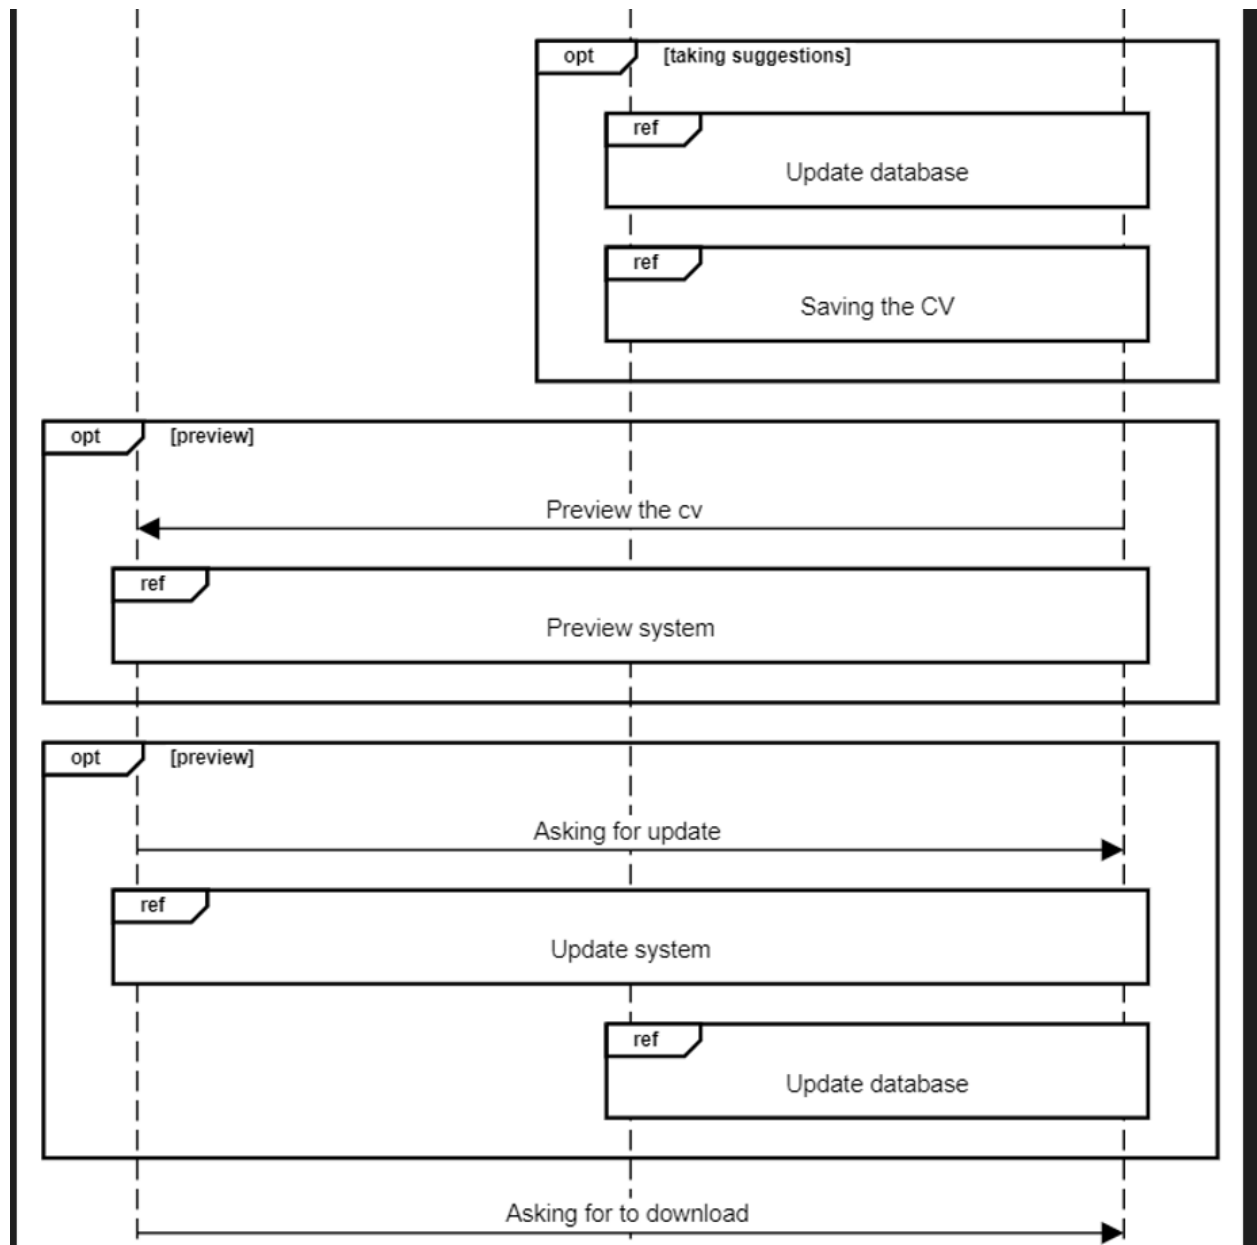 opt [taking suggestions]
ref
Update database
ref
Saving the CV
opt [preview]
Preview the cv
ref
Preview system
opt [preview]
Asking for update
ref
Update system
ref
Update database
Asking for to download